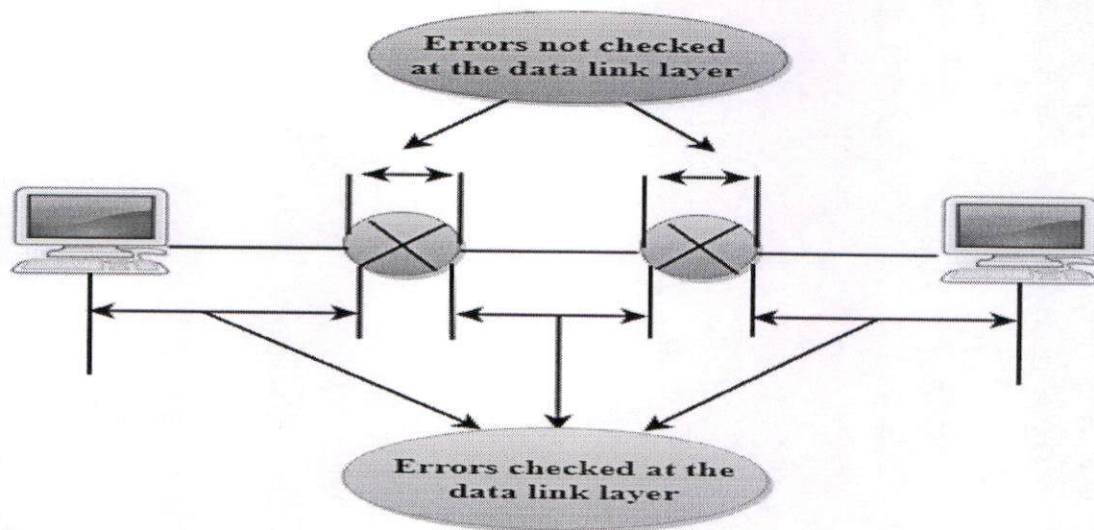 Errors not checked
at the data link layer
Errors checked at the
data link layer